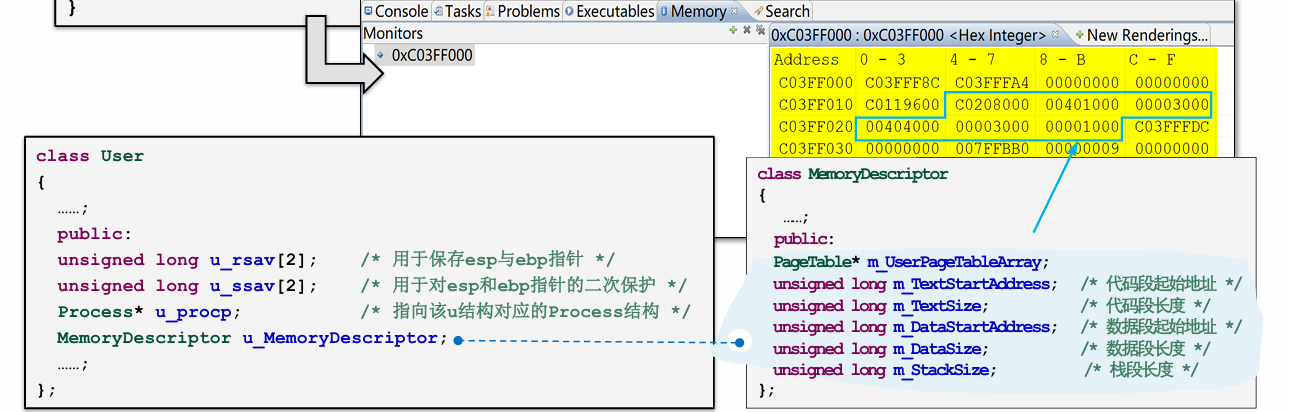 }
Console Tasks Problems Executables Memory Search
Monitors
0xC03FF000
0xC03FF000 : 0xC03FF000 <Hex Integer> New Renderings...
Address 0 - 3 4 - 7 8 - B C - F
C03FF000 C03FFF8C C03FFFA4 00000000 00000000
C03FF010 C0119600 C0208000 00401000 00003000
C03FF020 00404000 00003000 00001000 C03FFFDC
C03FF030 00000000 007FFBB0 00000009 00000000
class User
{
……;
public:
unsigned long u_rsav[2]; /* 用于保存esp与ebp指针 */
unsigned long u_ssav[2]; /* 用于对esp和ebp指针的二次保护 */
Process* u_procp; /* 指向该u结构对应的Process结构 */
MemoryDescriptor u_MemoryDescriptor;
……;
};
class MemoryDescriptor
{
……;
public:
PageTable* m_UserPageTableArray;
unsigned long m_TextStartAddress; /* 代码段起始地址 */
unsigned long m_TextSize; /* 代码段长度 */
unsigned long m_DataStartAddress; /* 数据段起始地址 */
unsigned long m_DataSize; /* 数据段长度 */
unsigned long m_StackSize; /* 栈段长度 */
};